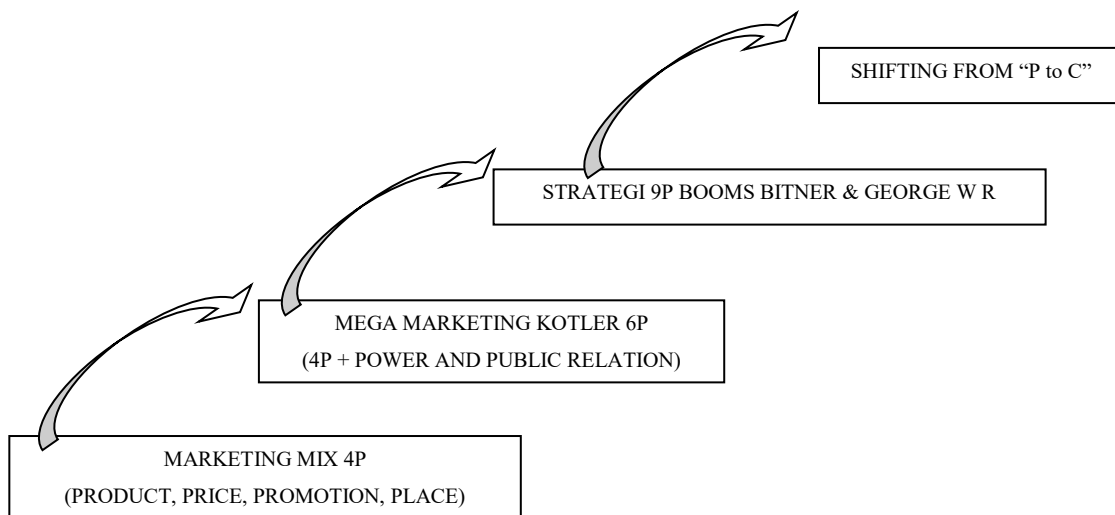 SHIFTING FROM “P to C”
STRATEGI 9P BOOMS BITNER & GEORGE W R
MEGA MARKETING KOTLER 6P
(4P + POWER AND PUBLIC RELATION)
MARKETING MIX 4P
(PRODUCT, PRICE, PROMOTION, PLACE)